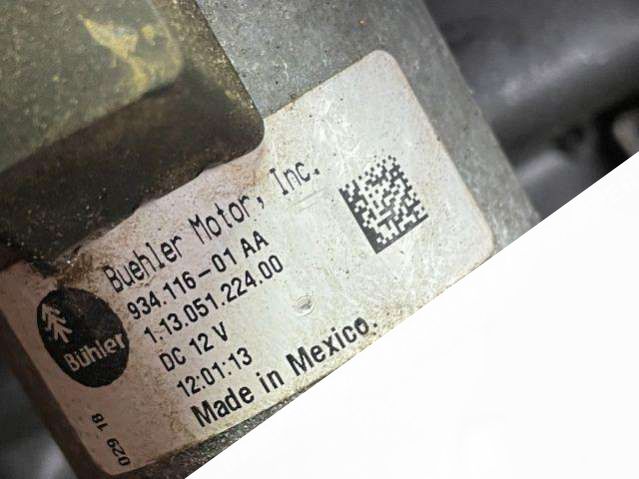 Buehler Motor, Inc.
934.116-01 AA
1.13.051.224.00
DC 12 V
12:01:13
Made in Mexico.
Bühler
029 18